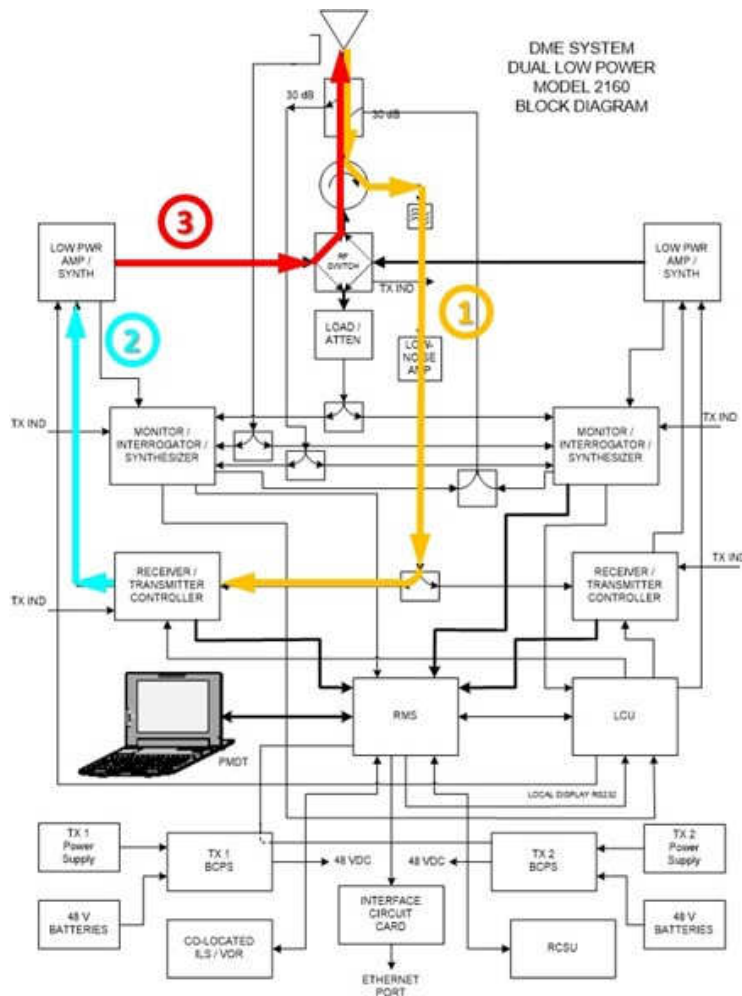 DME SYSTEM
DUAL LOW POWER
MODEL 2160
BLOCK DIAGRAM
30 dB
30 dB
3
LOW PWR
AMP /
SYNTH
RF
SWITCH
LOW PWR
AMP /
SYNTH
TX IND
1
2
LOAD /
ATTEN
LOW-
NOISE
AMP
TX IND
MONITOR /
INTERROGATOR /
SYNTHESIZER
MONITOR /
INTERROGATOR /
SYNTHESIZER
TX IND
RECEIVER /
TRANSMITTER
CONTROLLER
RECEIVER /
TRANSMITTER
CONTROLLER
TX IND
TX IND
RMS
LCU
PMDT
LOCAL DISPLAY RS232
TX 1
Power
Supply
TX 1
BCPS
48 VDC
48 VDC
TX 2
BCPS
TX 2
Power
Supply
48 V
BATTERIES
INTERFACE
CIRCUIT
CARD
48 V
BATTERIES
CO-LOCATED
ILS / VOR
RCSU
ETHERNET
PORT